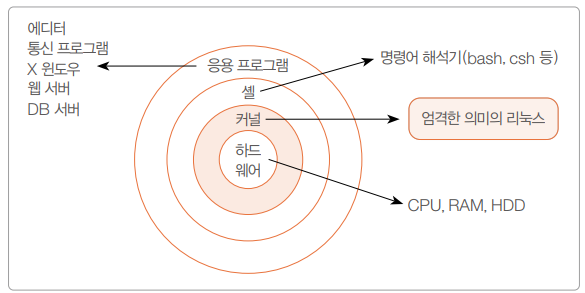 에디터
통신 프로그램
X 윈도우
웹 서버
DB 서버
응용 프로그램
셸
커널
하드
웨어
명령어 해석기(bash, csh 등)
엄격한 의미의 리눅스
CPU, RAM, HDD